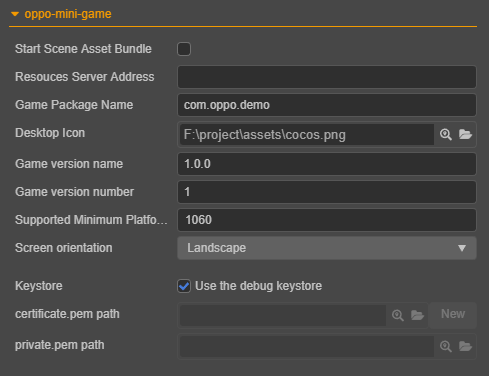 oppo-mini-game
Start Scene Asset Bundle
Resouces Server Address
Game Package Name com.oppo.demo
Desktop Icon F:\project\assets\cocos.png
Game version name 1.0.0
Game version number 1
Supported Minimum Platfo... 1060
Screen orientation Landscape
Keystore Use the debug keystore
certificate.pem path New
private.pem path